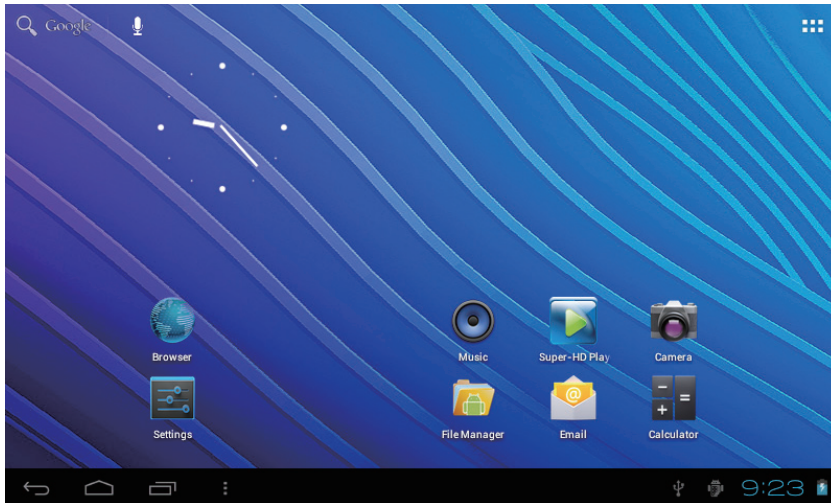 Google
Browser
Music
Super-HD Play
Camera
Settings
File Manager
Email
Calculator
9:23